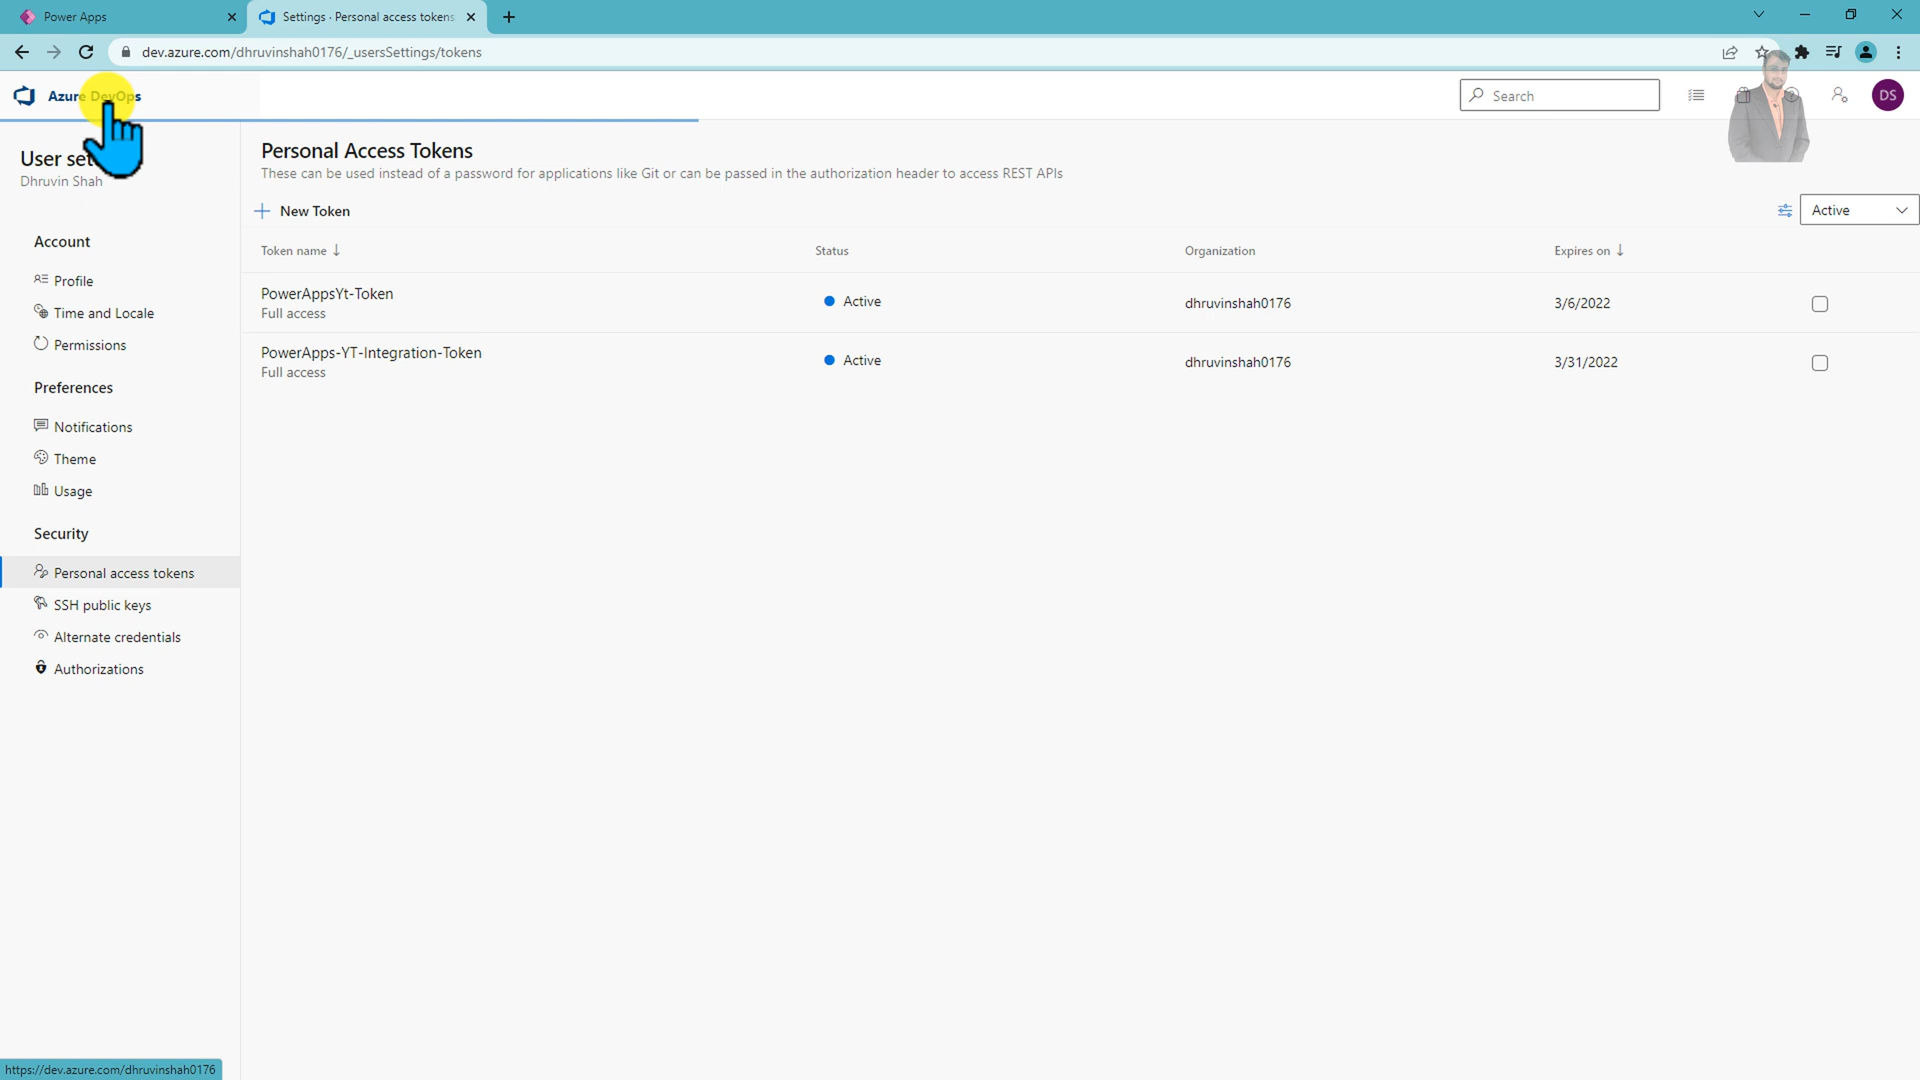 Power Apps
Settings · Personal access tokens
dev.azure.com/dhruvinshah0176/_usersSettings/tokens
Azure DevOps
Search
DS
User set
Dhruvin Shah
Account
Profile
Time and Locale
Permissions
Preferences
Notifications
Theme
Usage
Security
Personal access tokens
SSH public keys
Alternate credentials
Authorizations
Personal Access Tokens
These can be used instead of a password for applications like Git or can be passed in the authorization header to access REST APIs
New Token
Active
Token name
Status
Organization
Expires on
PowerAppsYt-Token
Full access
Active
dhruvinshah0176
3/6/2022
PowerApps-YT-Integration-Token
Full access
Active
dhruvinshah0176
3/31/2022
https://dev.azure.com/dhruvinshah0176